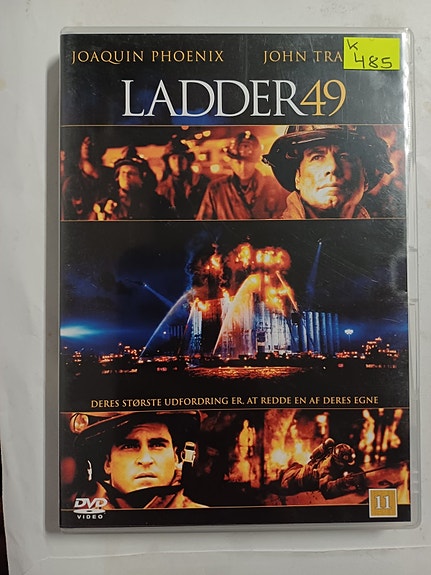 JOAQUIN PHOENIX JOHN
K
485
LADDER 49
DERES STØRSTE UDFORDRING ER, AT REDDE EN AF DERES EGNE
DVD
VIDEO
11